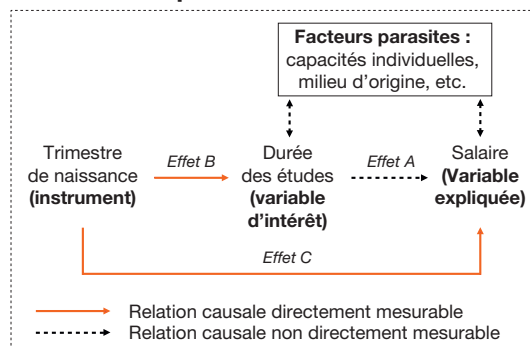 Facteurs parasites :
capacités individuelles,
milieu d'origine, etc.
Trimestre
de naissance
(instrument)
Effet B
Durée
des études
(variable
d'intérêt)
Effet A
Salaire
(Variable
expliquée)
Effet C
Relation causale directement mesurable
Relation causale non directement mesurable